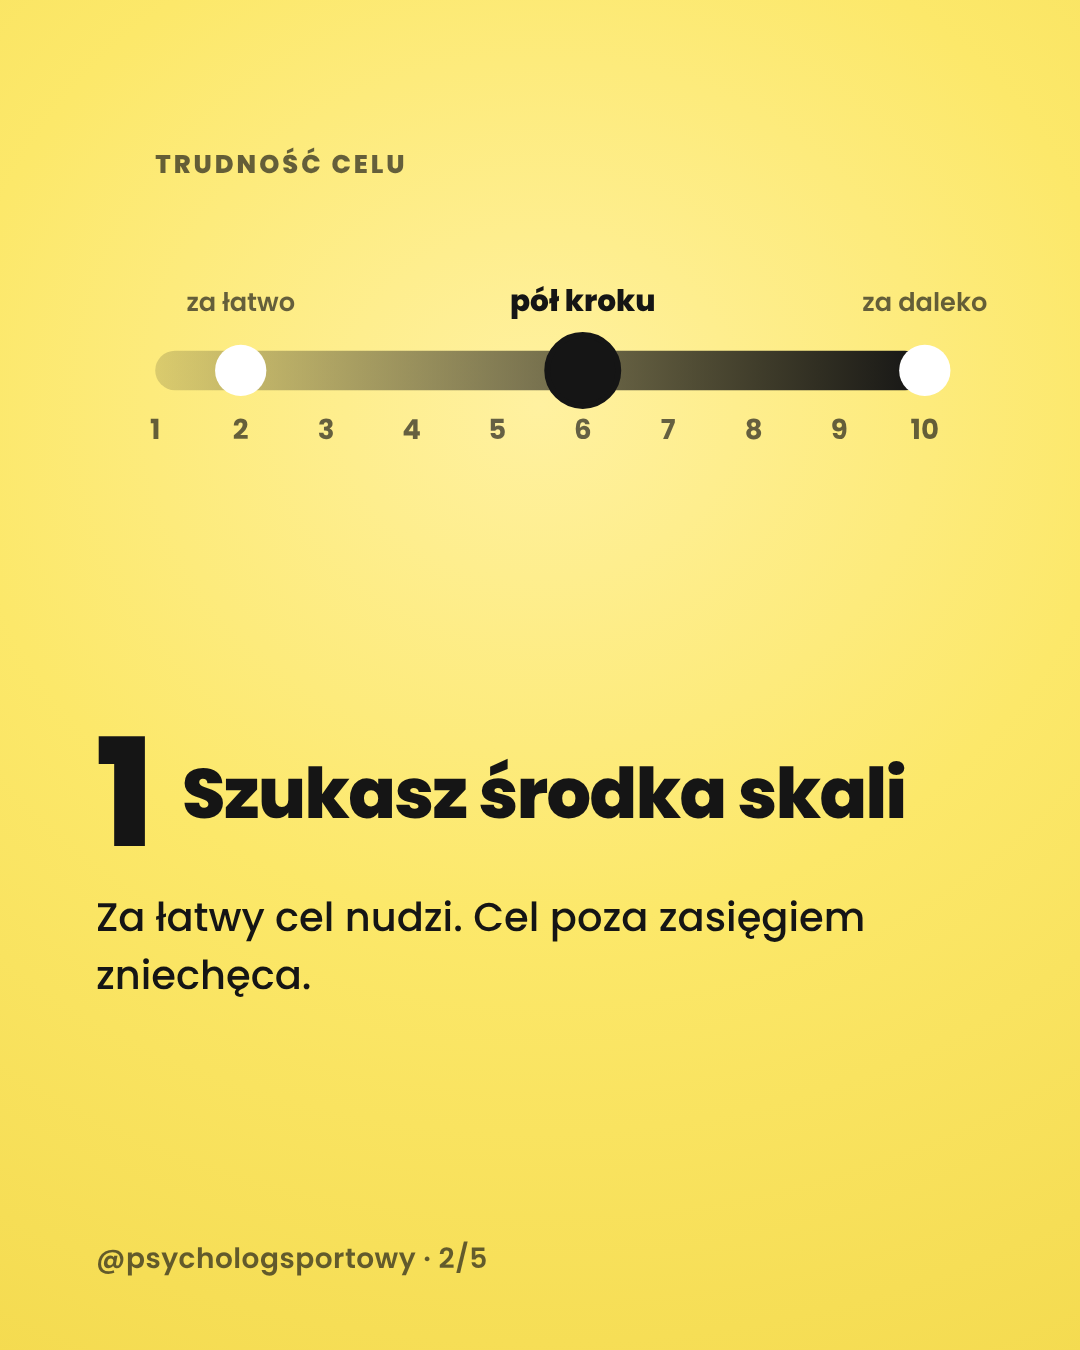 TRUDNOŚĆ CELU
za łatwo pół kroku za daleko
1 2 3 4 5 6 7 8 9 10
1 Szukasz środka skali
Za łatwy cel nudzi. Cel poza zasięgiem
zniechęca.
@psychologsportowy · 2/5